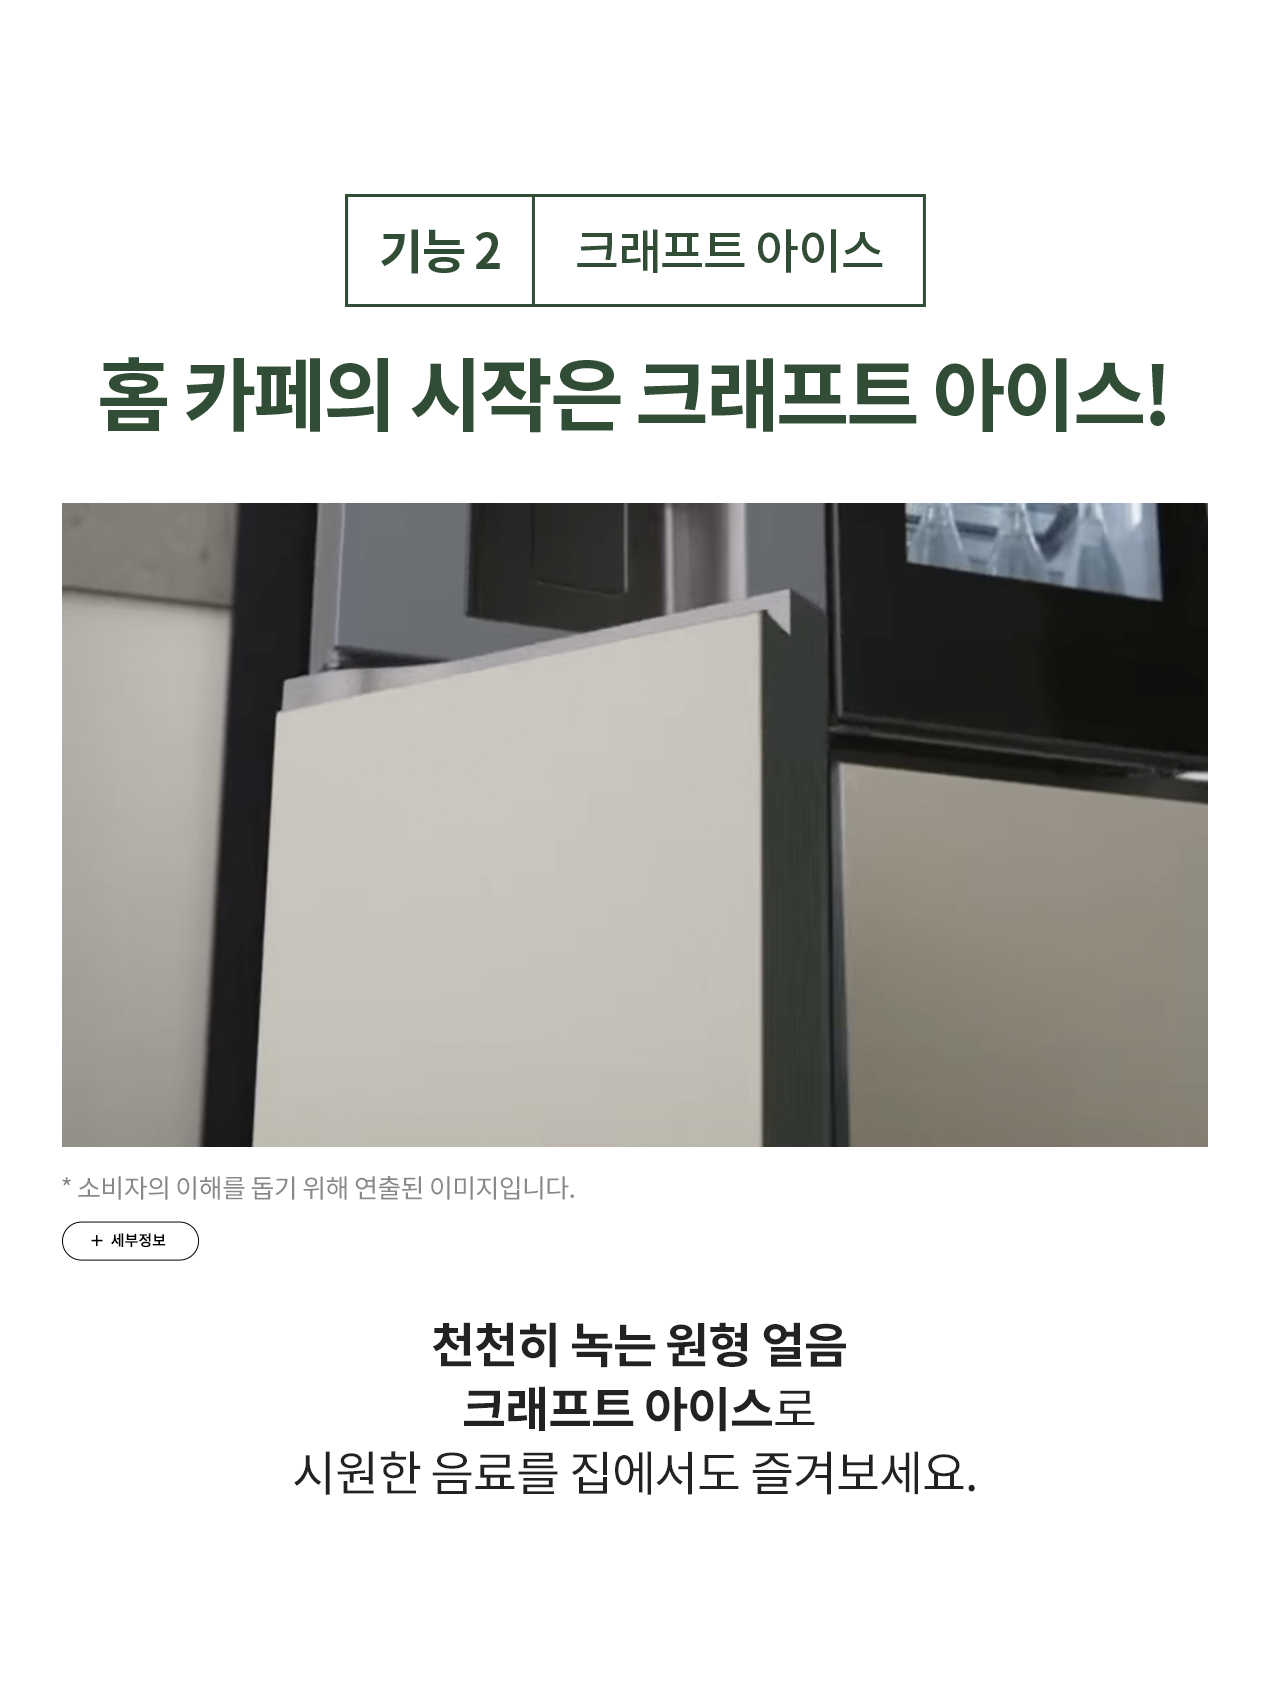 기능 2
크래프트 아이스
홈 카페의 시작은 크래프트 아이스!
* 소비자의 이해를 돕기 위해 연출된 이미지입니다.
+ 세부정보
천천히 녹는 원형 얼음
크래프트 아이스로
시원한 음료를 집에서도 즐겨보세요.